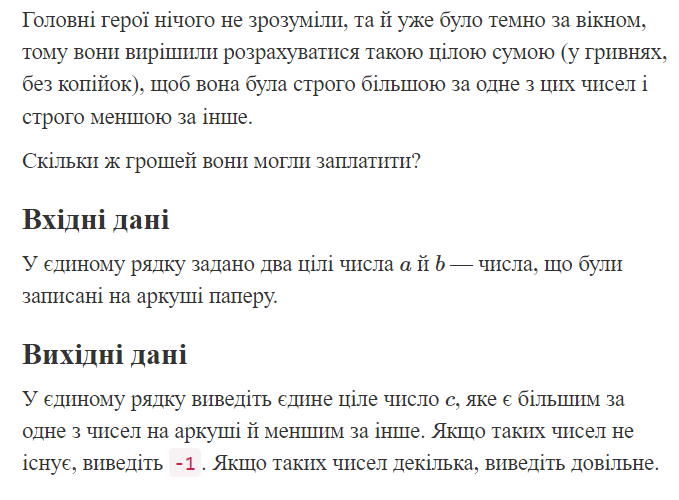 Головні герої нічого не зрозуміли, та й уже було темно за вікном,
тому вони вирішили розрахуватися такою цілою сумою (у гривнях,
без копійок), щоб вона була строго більшою за одне з цих чисел і
строго меншою за інше.
Скільки ж грошей вони могли заплатити?
Вхідні дані
У єдиному рядку задано два цілі числа a й b — числа, що були
записані на аркуші паперу.
Вихідні дані
У єдиному рядку виведіть єдине ціле число c, яке є більшим за
одне з чисел на аркуші й меншим за інше. Якщо таких чисел не
існує, виведіть -1. Якщо таких чисел декілька, виведіть довільне.